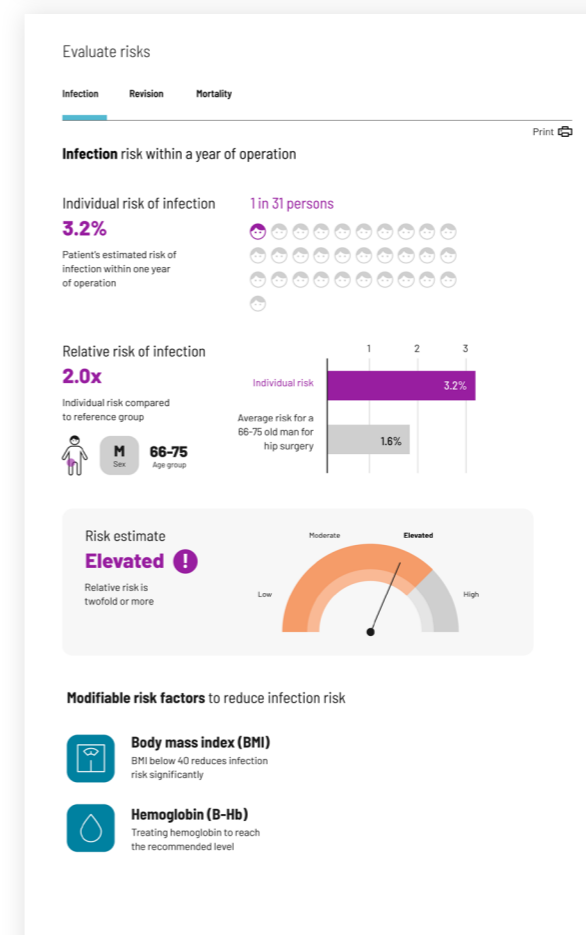 Evaluate risks
Infection
Revision
Mortality
Print
Infection risk within a year of operation
Individual risk of infection
3.2%
Patient's estimated risk of
infection within one year
of operation
1 in 31 persons
Relative risk of infection
2.0x
Individual risk compared
to reference group
M
Sex
66-75
Age group
1 2 3
Individual risk
3.2%
Average risk for a
66-75 old man for
hip surgery
1.6%
Risk estimate
Elevated !
Relative risk is
twofold or more
Low
Moderate
Elevated
High
Modifiable risk factors to reduce infection risk
Body mass index (BMI)
BMI below 40 reduces infection
risk significantly
Hemoglobin (B-Hb)
Treating hemoglobin to reach
the recommended level